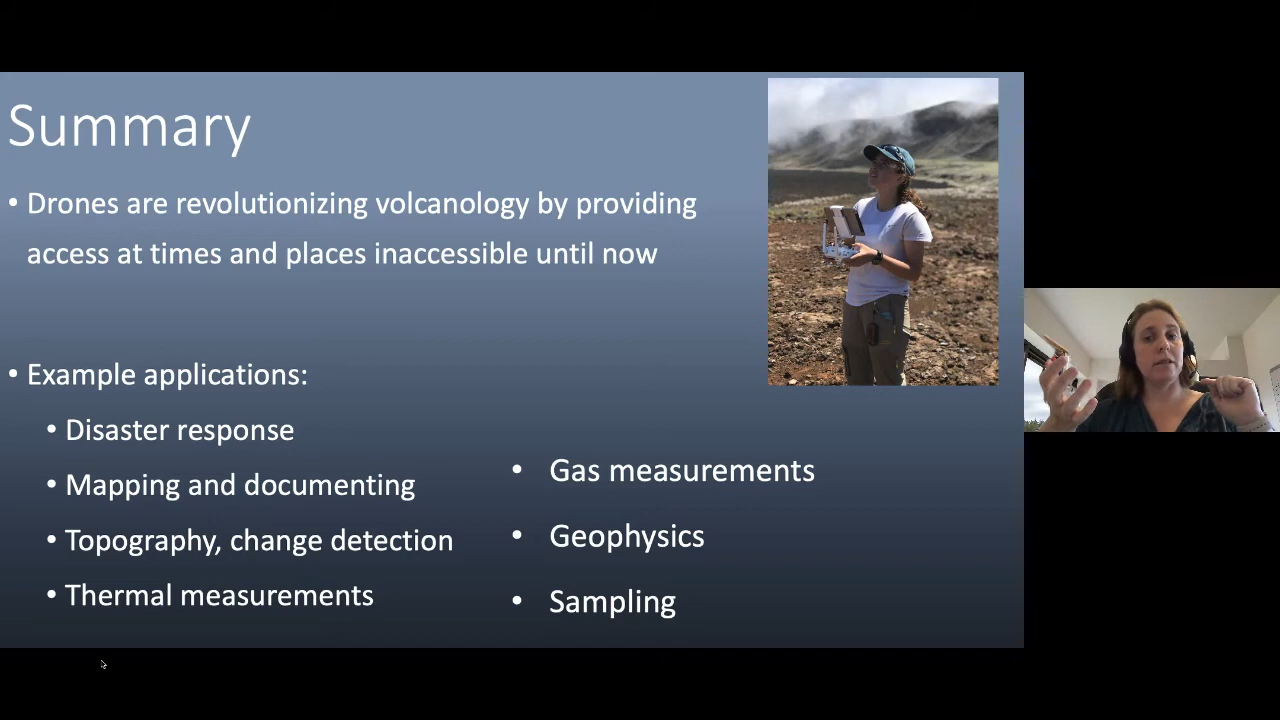 Summary
• Drones are revolutionizing volcanology by providing
access at times and places inaccessible until now
• Example applications:
• Disaster response
• Mapping and documenting
• Topography, change detection
• Thermal measurements
• Gas measurements
• Geophysics
• Sampling